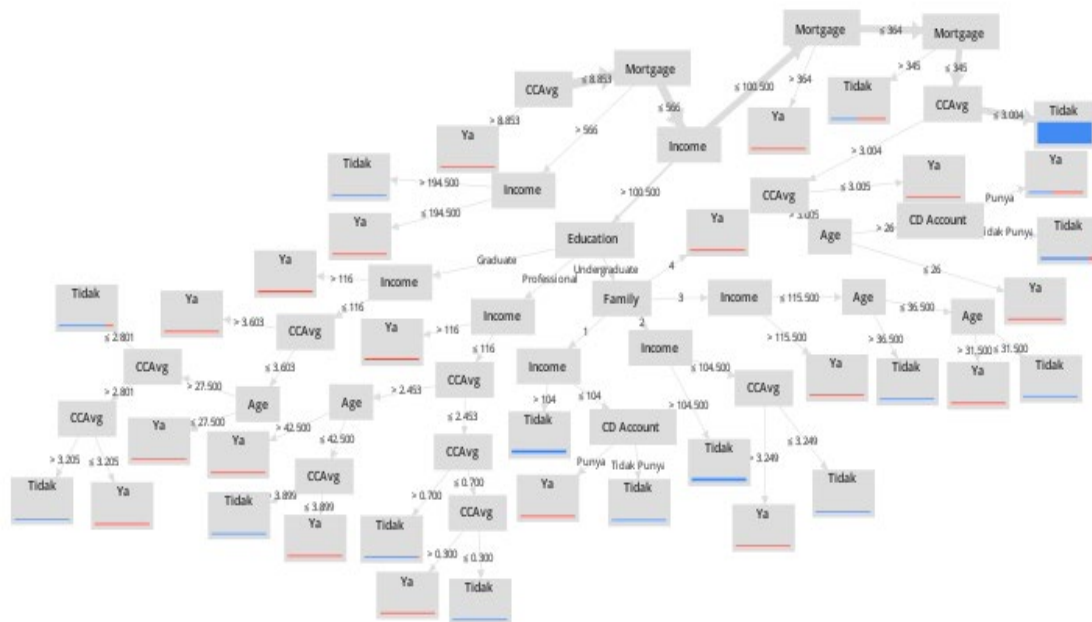 Mortgage
Mortgage
≤ 364
Mortgage
≤ 8.853
CCAvg
> 364
> 345
≤ 345
≤ 100.500
Tidak
≤ 566
CCAvg
≤ 3.004
Tidak
> 8.853
Ya
> 566
Ya
Income
> 3.004
Tidak
> 194.500
Income
> 100.500
≤ 3.005
Ya
Ya
CCAvg
Punya
≤ 194.500
Ya
Ya
> 3.005
CD Account
> 26
Age
Tidak
Education
Ya
Graduate
Professional
Undergraduate
4
≤ 26
> 116
Income
Ya
Tidak
≤ 116
Ya
Income
Family
3
Income
≤ 115.500
Age
≤ 36.500
Age
> 3.603
CCAvg
Ya
> 116
1
2
≤ 2.801
≤ 116
Income
> 115.500
> 36.500
> 31.500
≤ 31.500
CCAvg
≤ 3.603
Income
≤ 104.500
Ya
Tidak
Ya
Tidak
> 27.500
CCAvg
> 2.453
CCAvg
> 2.801
Age
Age
> 104
≤ 104
> 104.500
CCAvg
Ya
≤ 27.500
> 42.500
≤ 2.453
Tidak
CD Account
Ya
≤ 42.500
CCAvg
Tidak
≤ 3.249
> 3.249
> 3.205
≤ 3.205
CCAvg
Punya
Tidak Punya
Tidak
Tidak
Ya
> 0.700
≤ 0.700
Ya
Tidak
Tidak
> 3.899
≤ 3.899
CCAvg
Ya
Ya
Tidak
> 0.300
≤ 0.300
Ya
Tidak